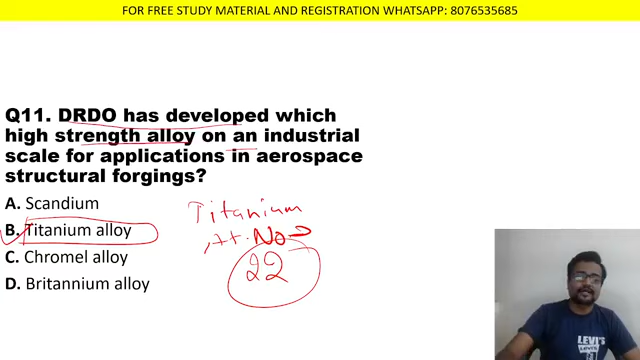 FOR FREE STUDY MATERIAL AND REGISTRATION WHATSAPP: 8076535685
Q11. DRDO has developed which
high strength alloy on an industrial
scale for applications in aerospace
structural forgings?
A. Scandium
B. Titanium alloy
C. Chromel alloy
D. Britannium alloy
Titanium
At. No
22
LEVI'S